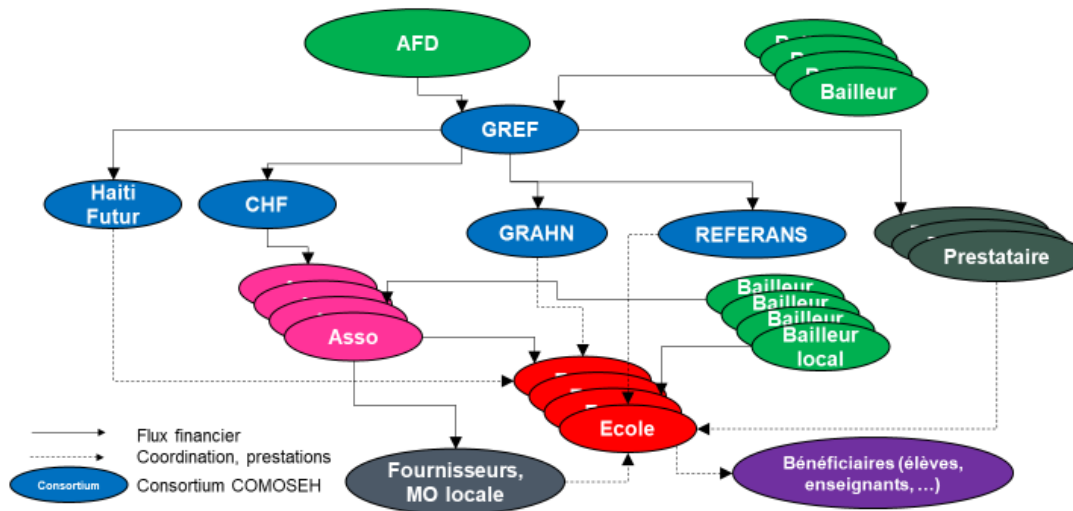 AFD
Bailleur
GREF
Haiti
Futur
CHF
GRAHN
REFERANS
Prestataire
Bailleur
Bailleur
Bailleur
Bailleur
local
Asso
Ecole
Flux financier
Coordination, prestations
Consortium
Consortium COMOSEH
Fournisseurs,
MO locale
Bénéficiaires (élèves,
enseignants, …)